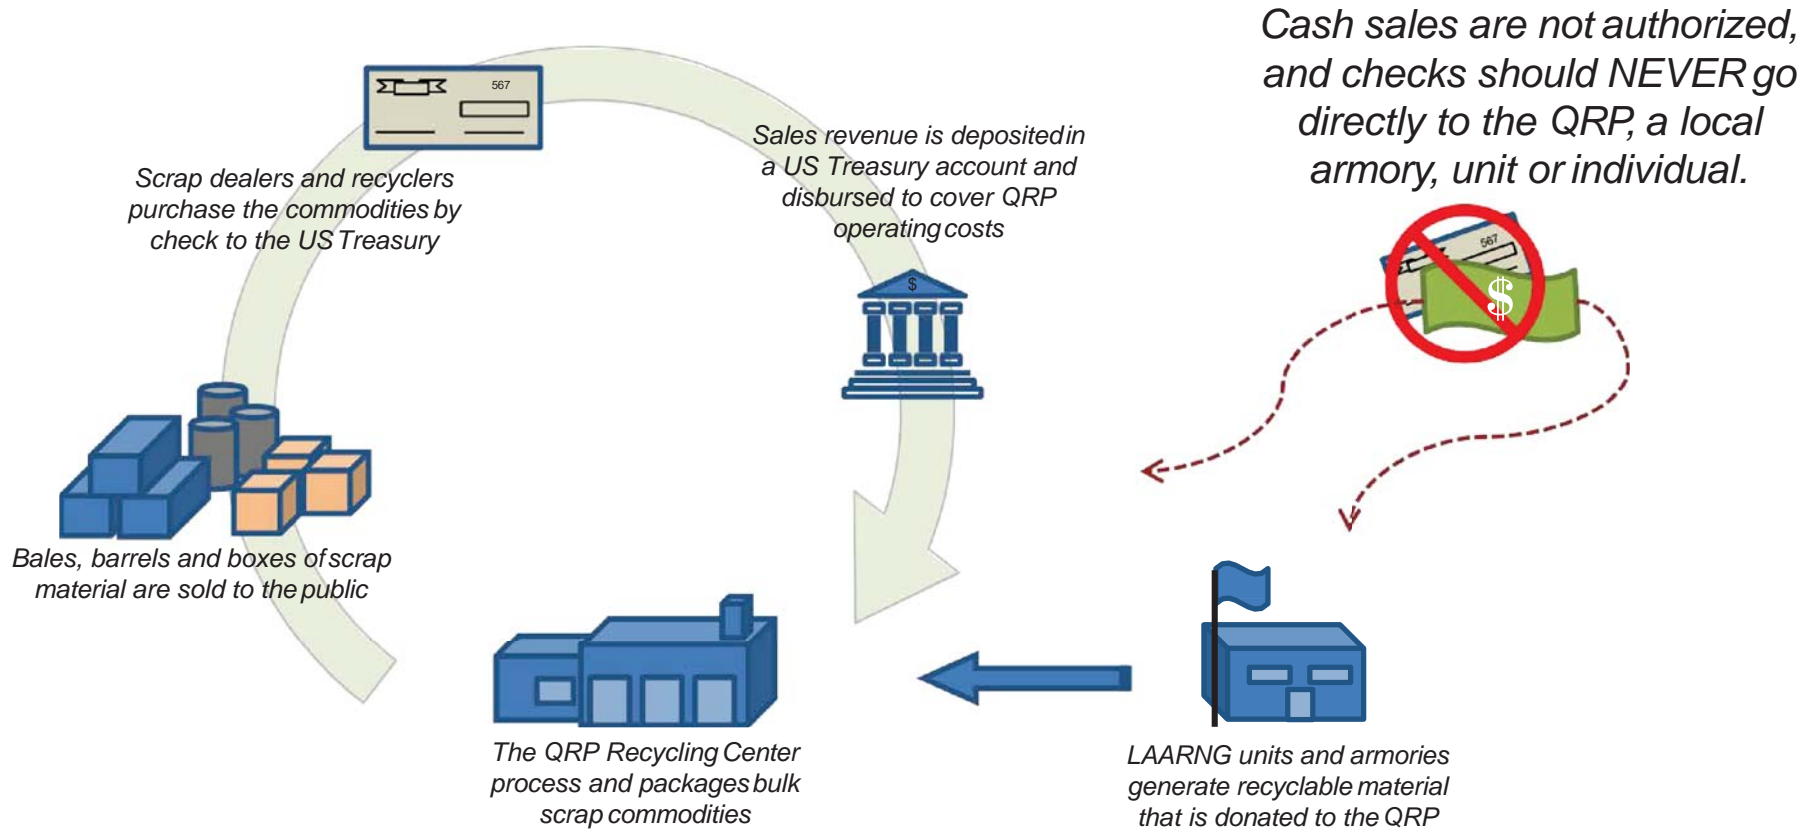 Cash sales are not authorized,
and checks should NEVER go
directly to the QRP, a local
armory, unit or individual.
567
Sales revenue is deposited in
a US Treasury account and
disbursed to cover QRP
operating costs
Scrap dealers and recyclers
purchase the commodities by
check to the US Treasury
567
$
$
Bales, barrels and boxes of scrap
material are sold to the public
The QRP Recycling Center
process and packages bulk
scrap commodities
LAARNG units and armories
generate recyclable material
that is donated to the QRP